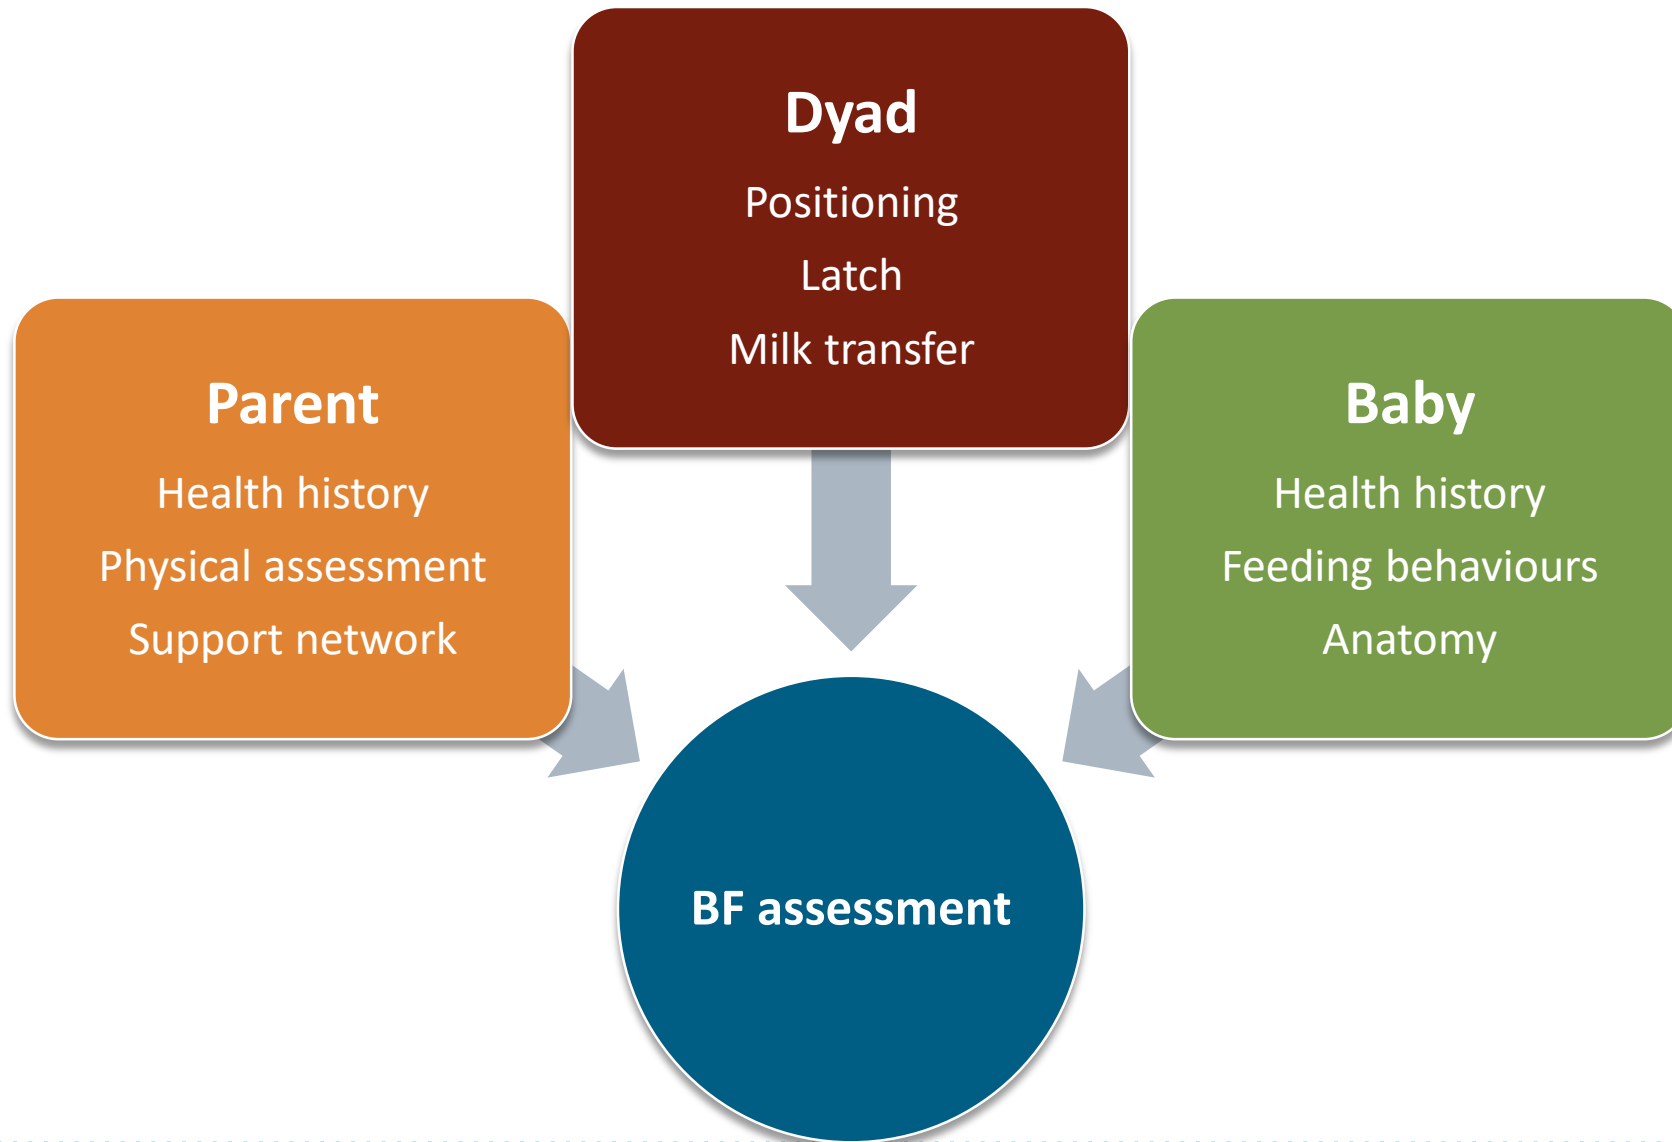 Dyad
Positioning
Latch
Milk transfer
Parent
Health history
Physical assessment
Support network
Baby
Health history
Feeding behaviours
Anatomy
BF assessment